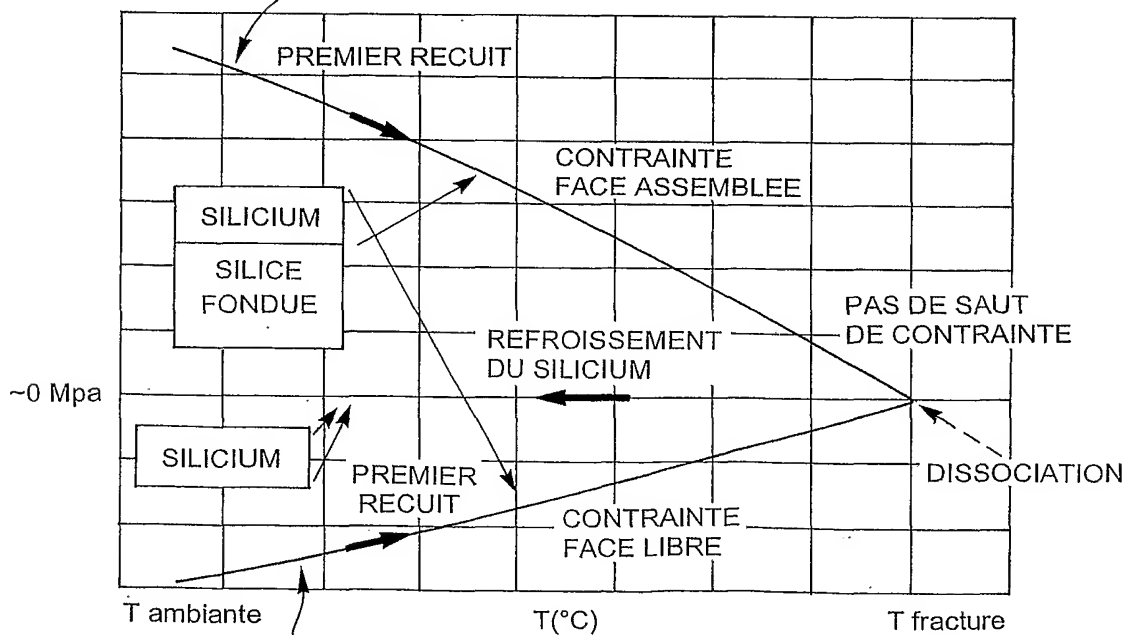 PREMIER RECUIT
CONTRAINTE
FACE ASSEMBLEE
SILICIUM
SILICE
FONDUE
PAS DE SAUT
DE CONTRAINTE
REFROISSEMENT
DU SILICIUM
~0 Mpa
SILICIUM
PREMIER
RECUIT
DISSOCIATION
CONTRAINTE
FACE LIBRE
T ambiante
T(°C)
T fracture